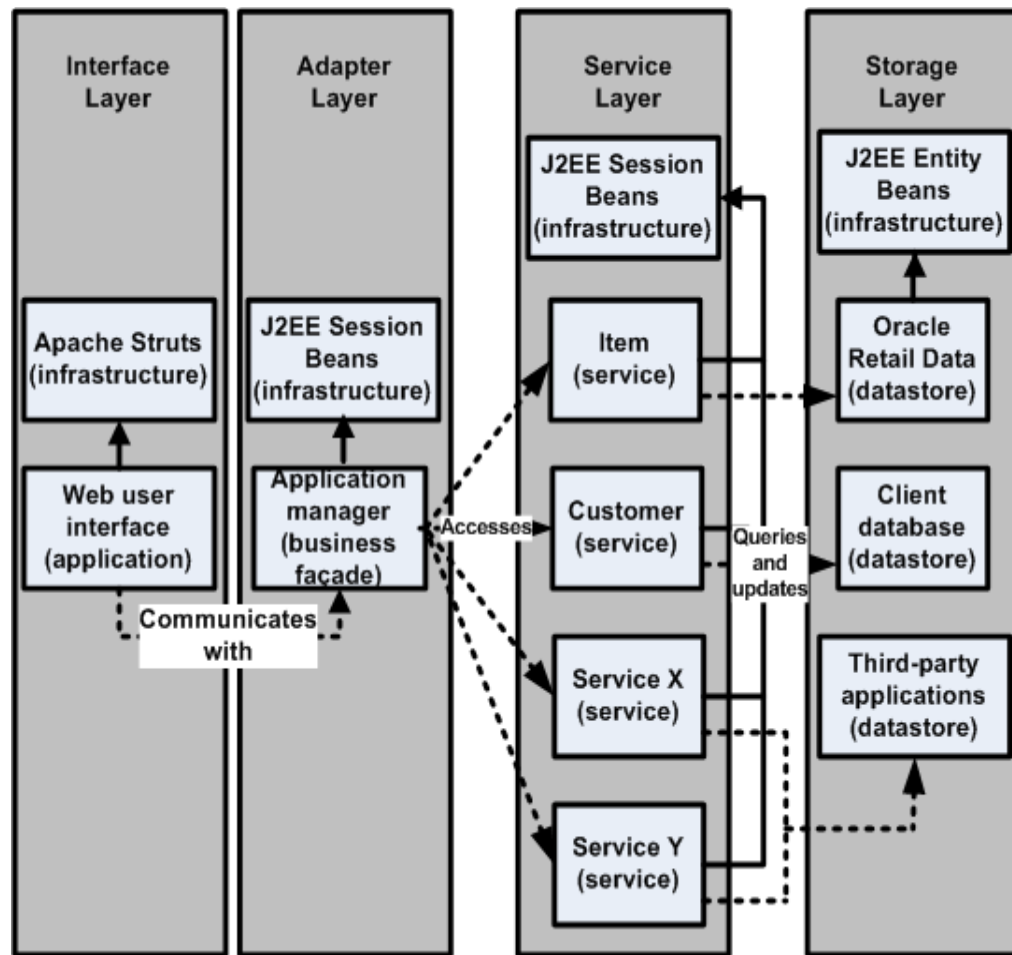 Interface
Layer
Adapter
Layer
Service
Layer
Storage
Layer
J2EE Session
Beans
(infrastructure)
J2EE Entity
Beans
(infrastructure)
Apache Struts
(infrastructure)
J2EE Session
Beans
(infrastructure)
Item
(service)
Oracle
Retail Data
(datastore)
Web user
interface
(application)
Application
manager
(business
façade)
Accesses
Customer
(service)
Queries
and
updates
Client
database
(datastore)
Communicates
with
Service X
(service)
Third-party
applications
(datastore)
Service Y
(service)